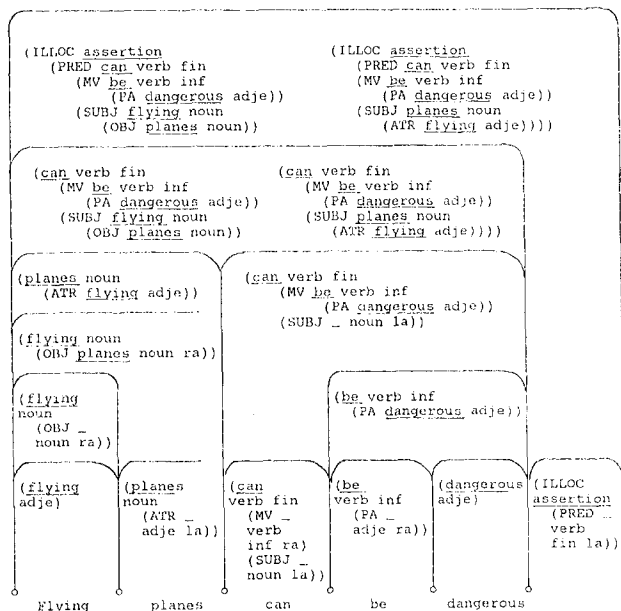 (ILLOC assertion
(PRED can verb fin
(MV be verb inf
(PA dangerous adje))
(SUBJ flying noun
(OBJ planes noun))
(ILLOC assertion
(PRED can verb fin
(MV be verb inf
(PA dangerous adje))
(SUBJ planes noun
(ATR flying adje))))
(can verb fin
(MV be verb inf
(PA dangerous adje))
(SUBJ flying noun
(OBJ planes noun))
(can verb fin
(MV be verb inf
(PA dangerous adje))
(SUBJ planes noun
(ATR flying adje))))
(planes noun
(ATR flying adje))
(can verb fin
(MV be verb inf
(PA dangerous adje))
(SUBJ _ noun la))
(flying noun
(OBJ planes noun ra))
(flying
noun
(OBJ _
noun ra))
(be verb inf
(PA dangerous adje))
(flying
adje)
(planes
noun
(ATR _
adje la))
(can
verb fin
(MV _
verb
inf ra)
(SUBJ _
noun la))
(be
verb inf
(PA _
adje ra))
(dangerous
adje)
(ILLOC
assertion
(PRED _
verb
fin la))
Flying planes can be dangerous